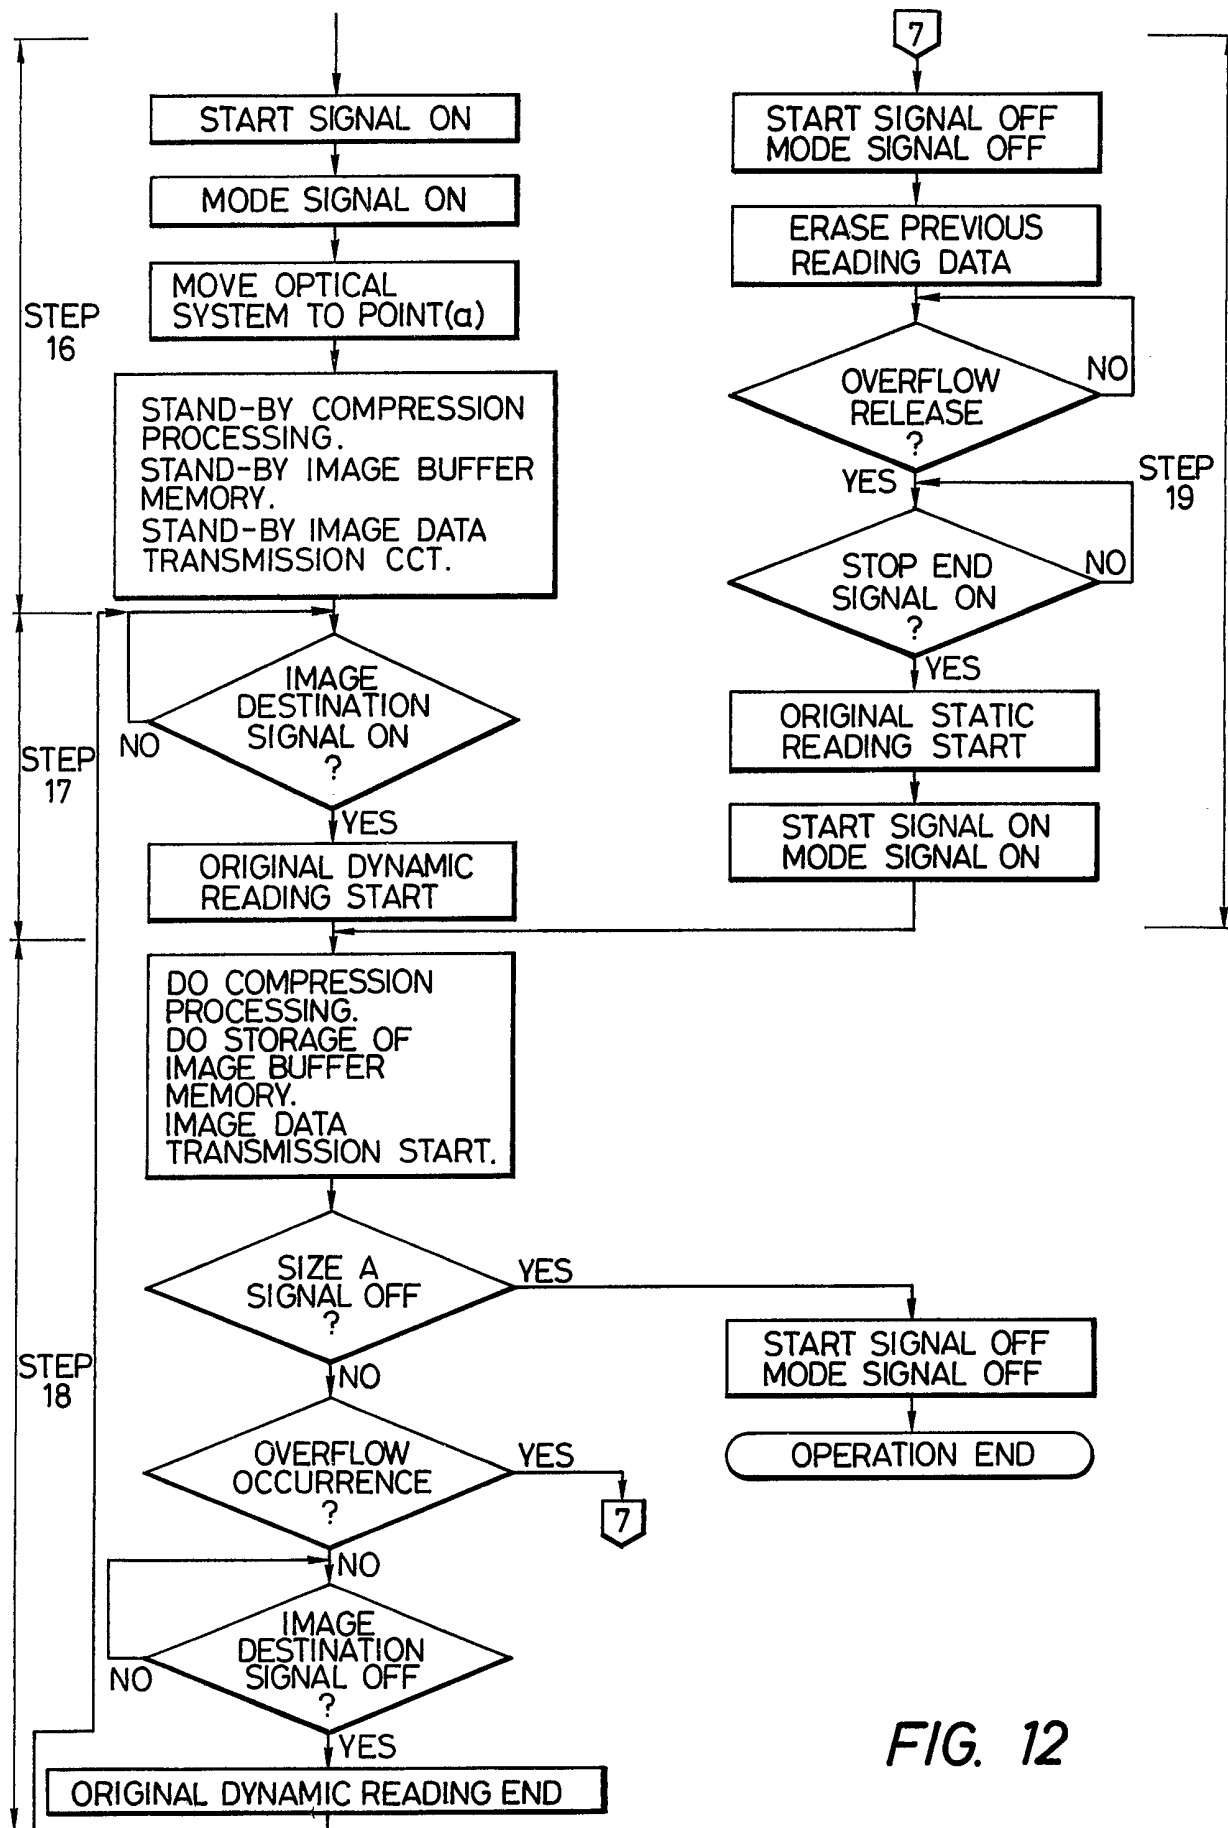 START SIGNAL ON
MODE SIGNAL ON
MOVE OPTICAL
SYSTEM TO POINT(a)
STEP
16
STAND-BY COMPRESSION
PROCESSING.
STAND-BY IMAGE BUFFER
MEMORY.
STAND-BY IMAGE DATA
TRANSMISSION CCT.
IMAGE
DESTINATION
SIGNAL ON
?
NO
STEP
17
YES
ORIGINAL DYNAMIC
READING START
DO COMPRESSION
PROCESSING.
DO STORAGE OF
IMAGE BUFFER
MEMORY.
IMAGE DATA
TRANSMISSION START.
SIZE A
SIGNAL OFF
?
YES
STEP
18
NO
OVERFLOW
OCCURRENCE
?
YES
7
NO
IMAGE
DESTINATION
SIGNAL OFF
?
NO
YES
ORIGINAL DYNAMIC READING END
7
START SIGNAL OFF
MODE SIGNAL OFF
ERASE PREVIOUS
READING DATA
OVERFLOW
RELEASE
?
NO
YES
STEP
19
STOP END
SIGNAL ON
?
NO
YES
ORIGINAL STATIC
READING START
START SIGNAL ON
MODE SIGNAL ON
START SIGNAL OFF
MODE SIGNAL OFF
OPERATION END
FIG. 12